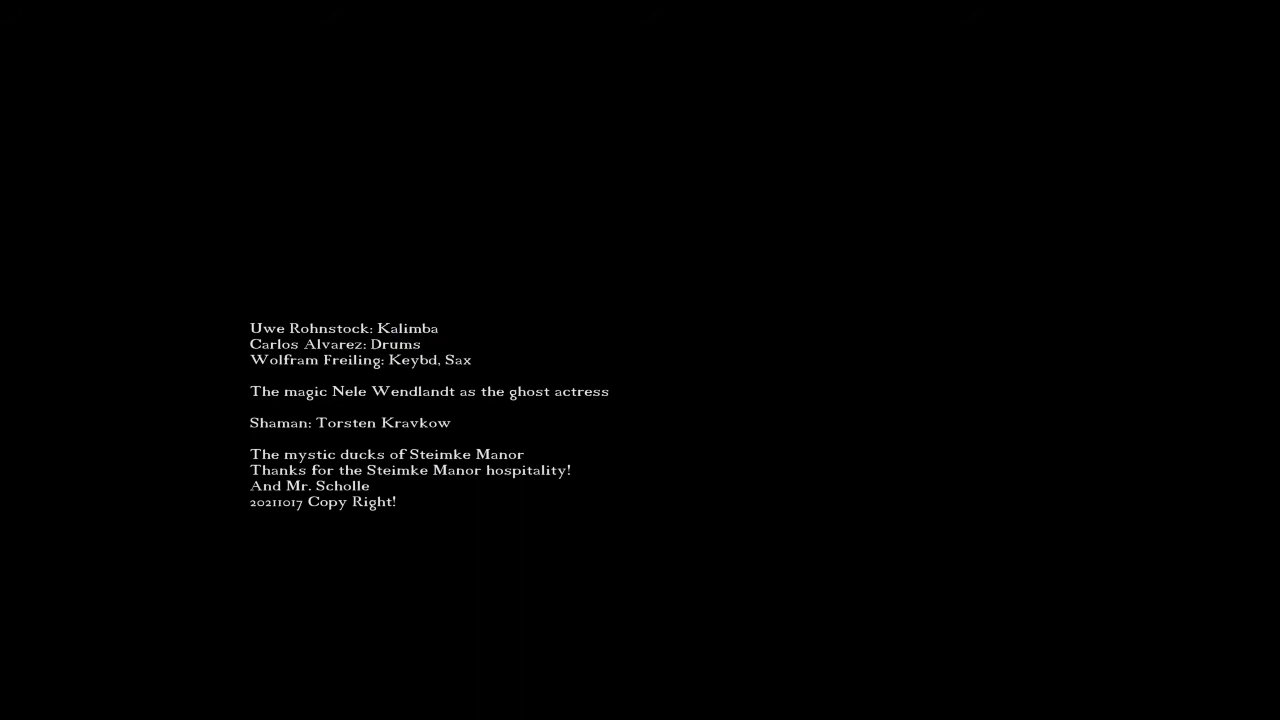 Uwe Rohnstock: Kalimba
Carlos Alvarez: Drums
Wolfram Freiling: Keybd, Sax
The magic Nele Wendlandt as the ghost actress
Shaman: Torsten Kravkow
The mystic ducks of Steimke Manor
Thanks for the Steimke Manor hospitality!
And Mr. Scholle
20211017 Copy Right!